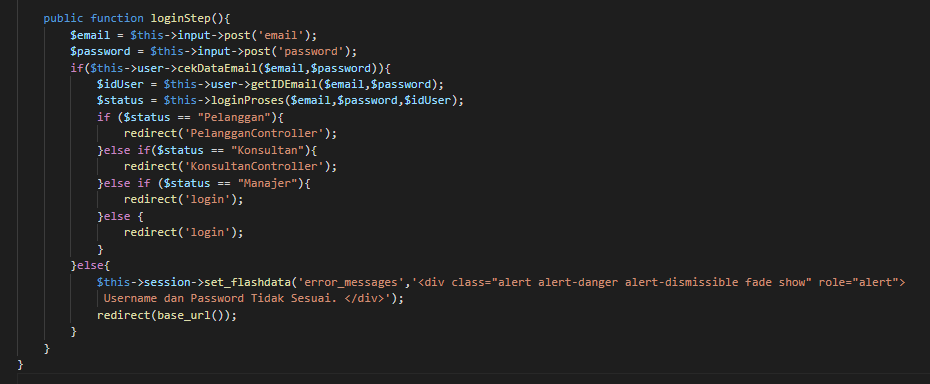 public function loginStep(){
$email = $this->input->post('email');
$password = $this->input->post('password');
if($this->user->cekDataEmail($email,$password)){
$idUser = $this->user->getIDEmail($email,$password);
$status = $this->loginProses($email,$password,$idUser);
if ($status == "Pelanggan"){
redirect('PelangganController');
}else if($status == "Konsultan"){
redirect('KonsultanController');
}else if ($status == "Manajer"){
redirect('login');
}else {
redirect('login');
}
}else{
$this->session->set_flashdata('error_messages','<div class="alert alert-danger alert-dismissible fade show" role="alert">
Username dan Password Tidak Sesuai. </div>');
redirect(base_url());
}
}
}